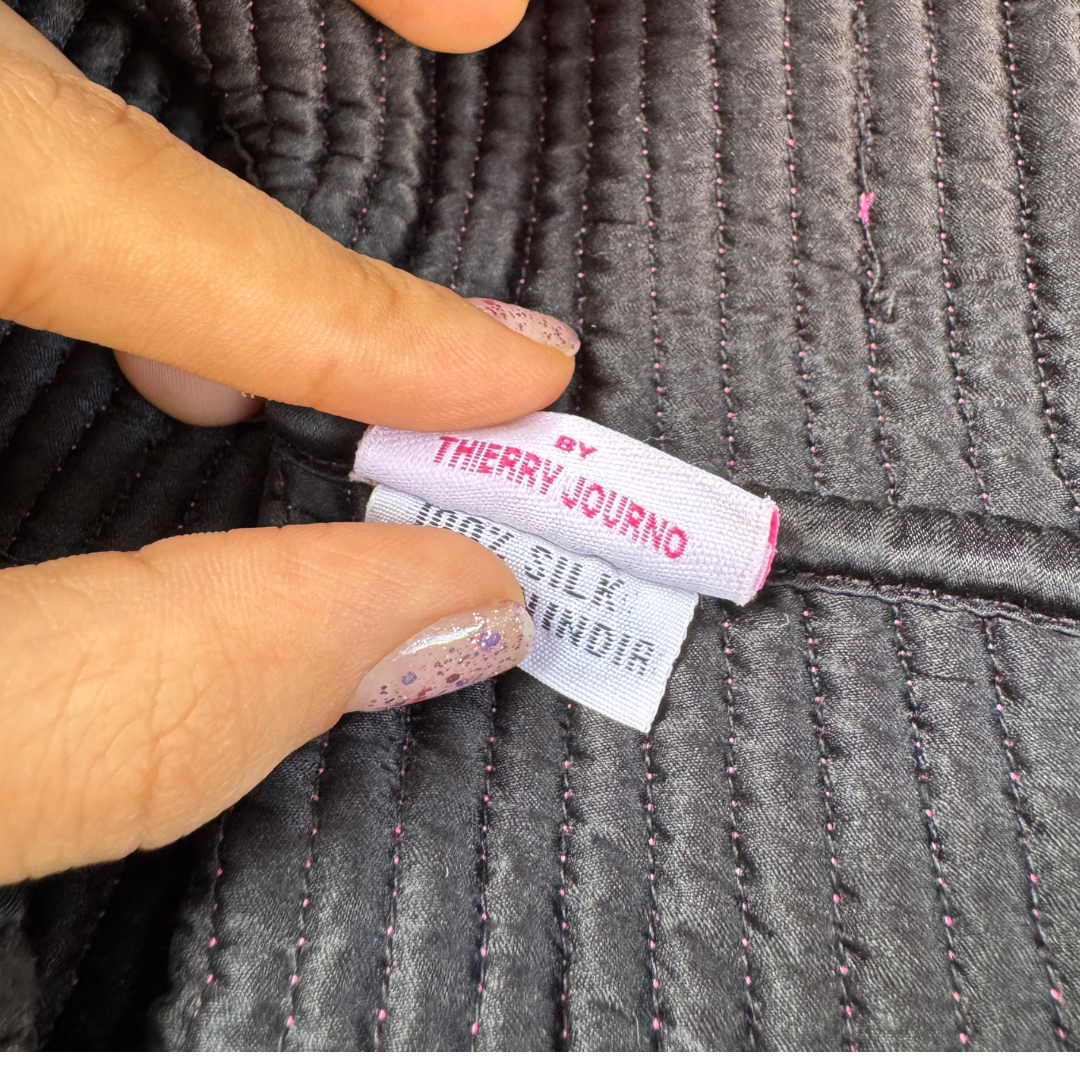 BY
THIERRY JOURNO
100% SILK
INDIA